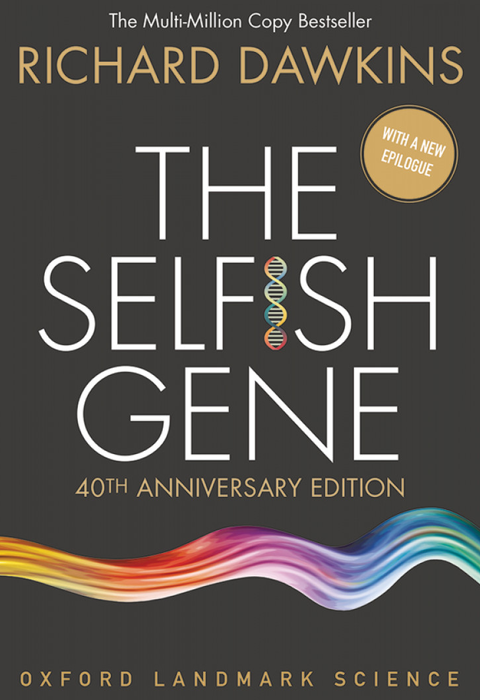 The Multi-Million Copy Bestseller
RICHARD DAWKINS
WITH A NEW
EPILOGUE
THE
SELFISH
GENE
40TH ANNIVERSARY EDITION
OXFORD LANDMARK SCIENCE